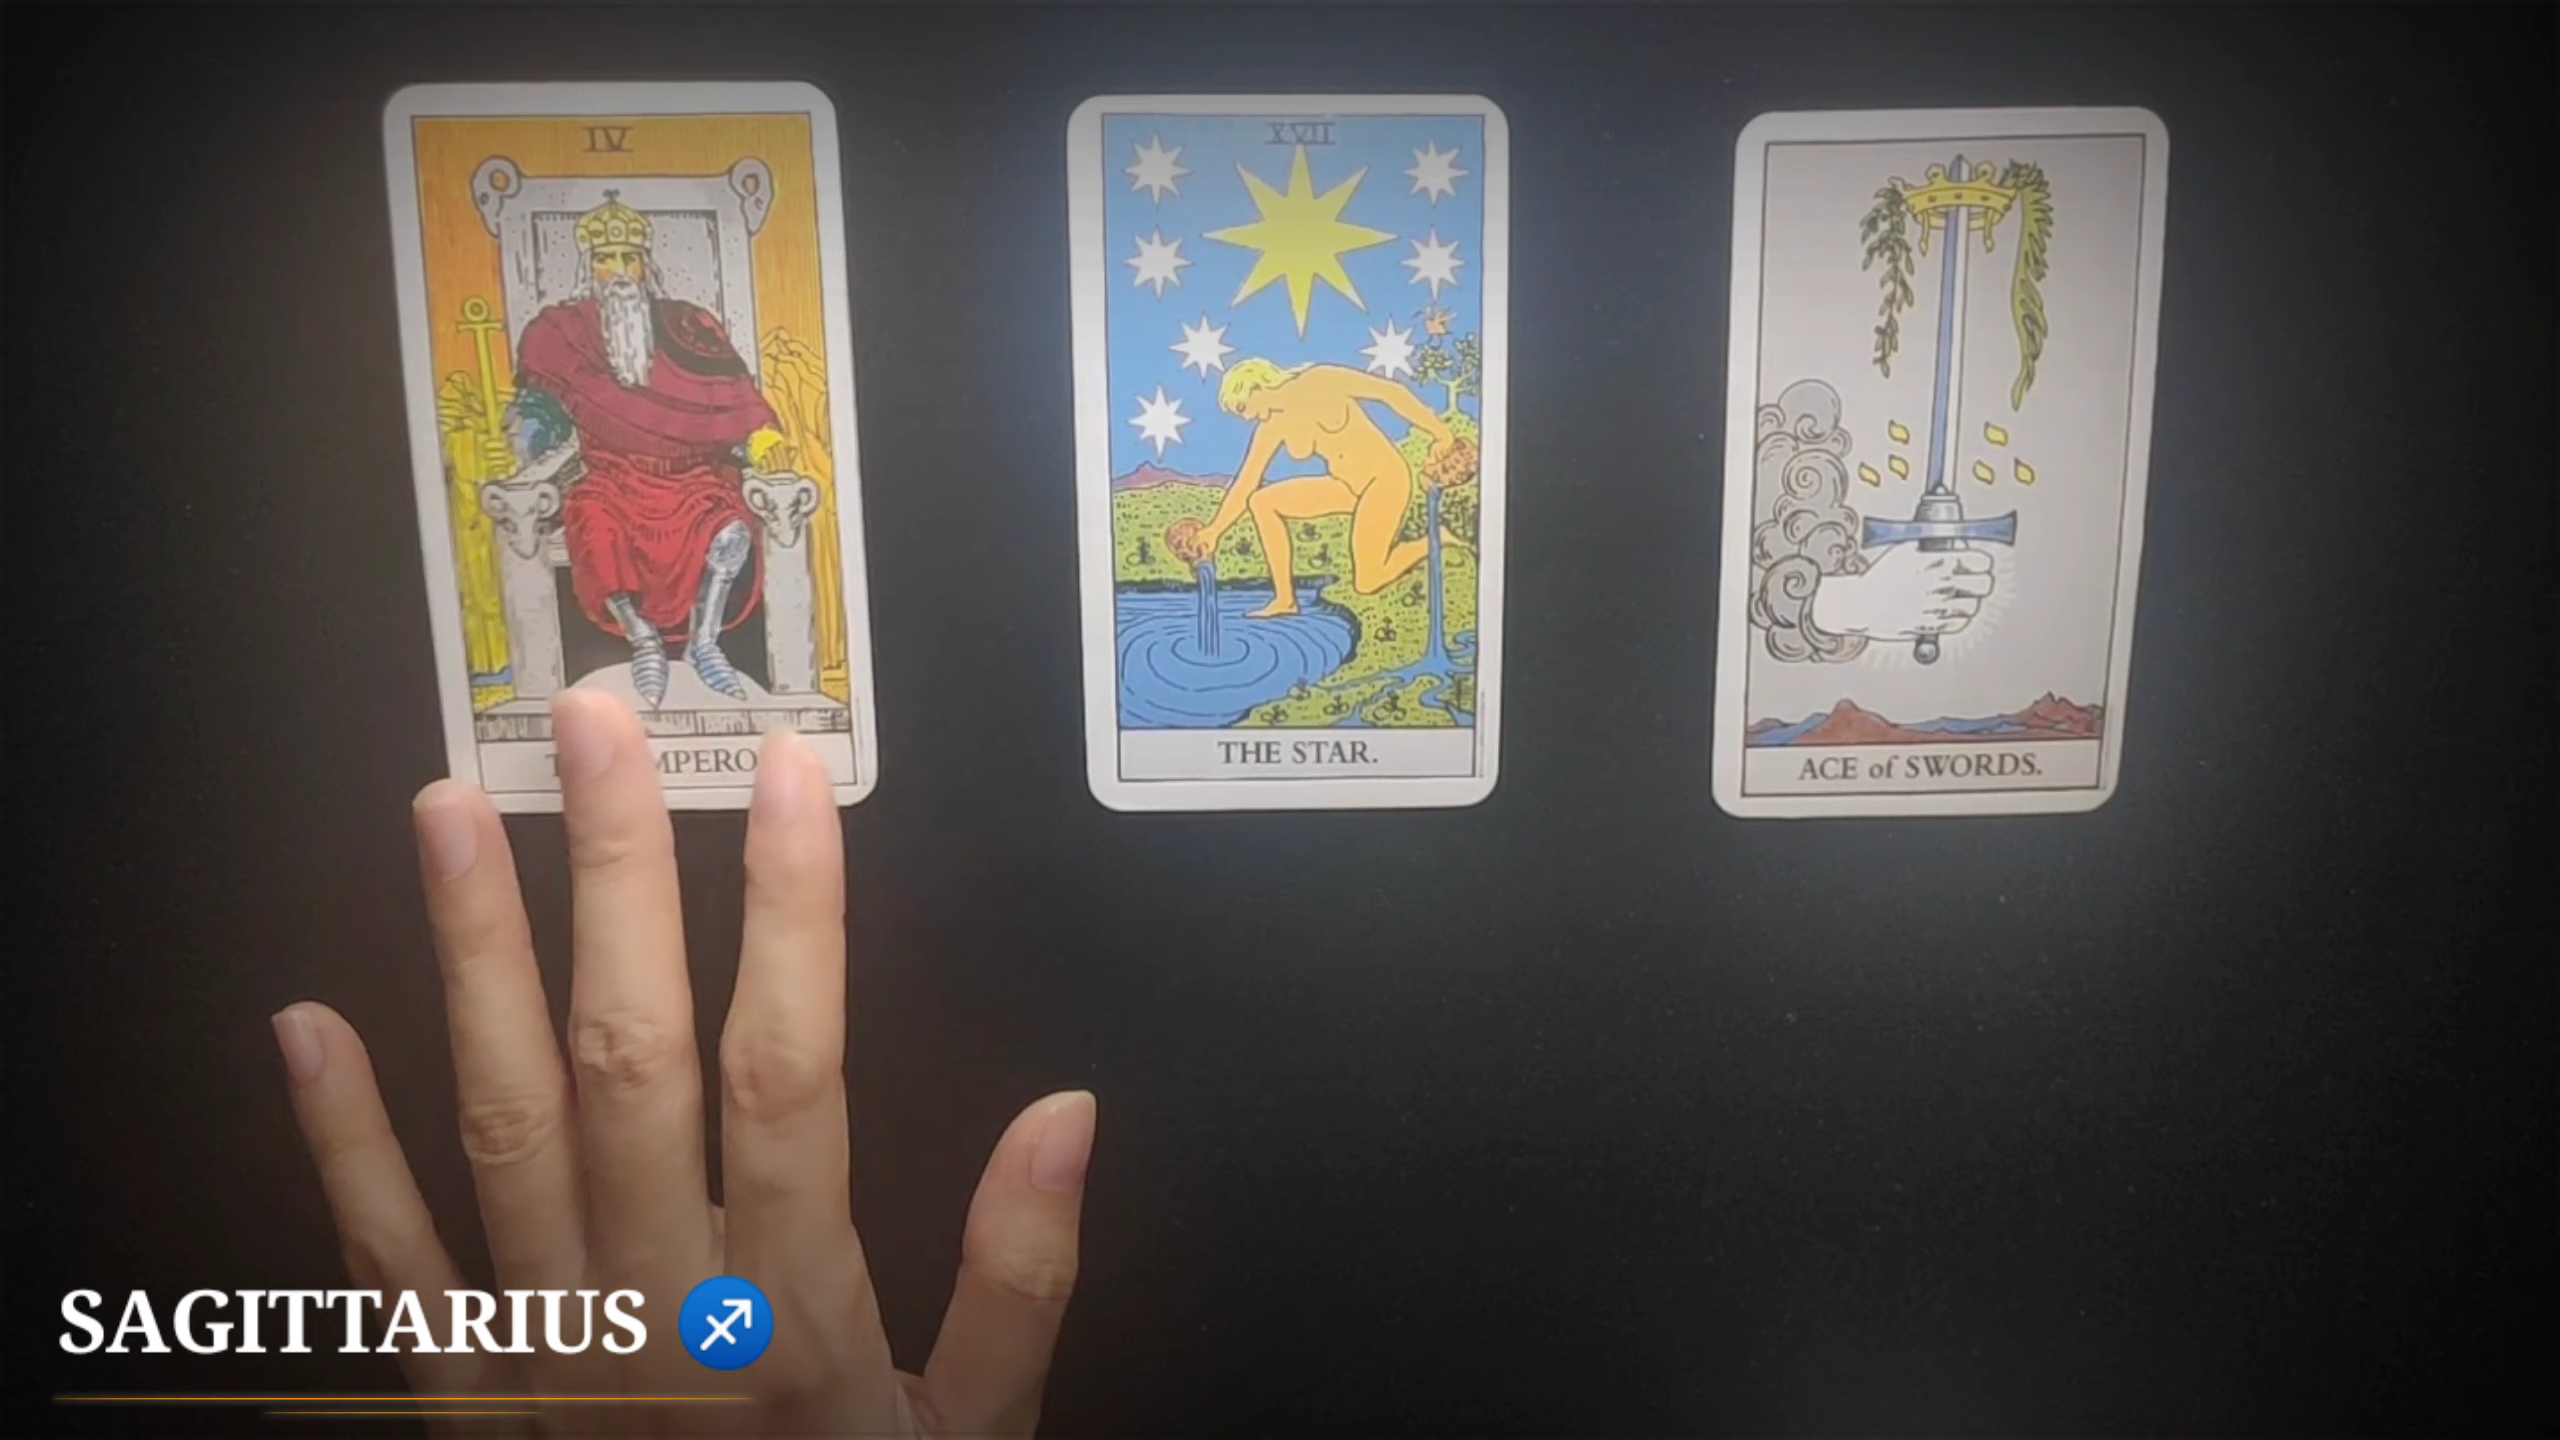 IV
XVII
THE STAR.
ACE of SWORDS.
SAGITTARIUS ♐